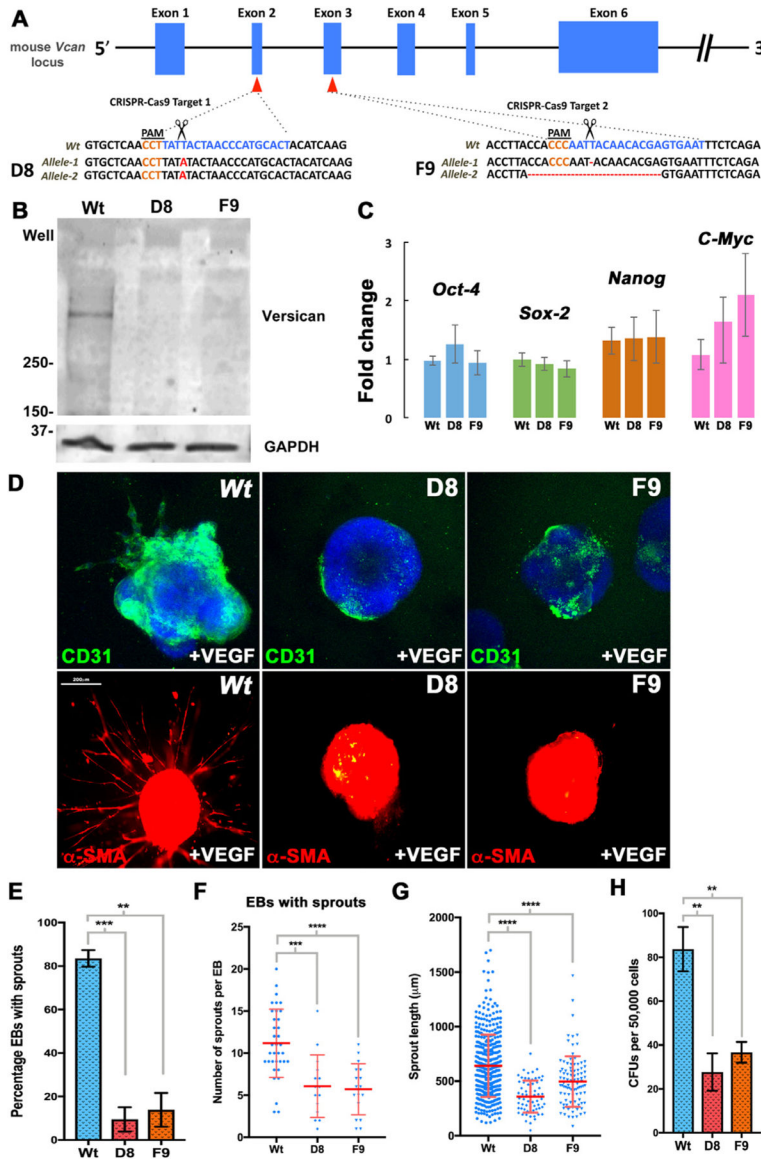 A
Exon 1 Exon 2 Exon 3 Exon 4 Exon 5 Exon 6
mouse Vcan locus 5’ 3
CRISPR-Cas9 Target 1
PAM
Wt GTGCTCAACCTTATTACTAACCCATGCACTACATCAAG
Allele-1 GTGCTCAACCTTATATACTAACCCATGCACTACATCAAG
Allele-2 GTGCTCAACCTTATATACTAACCCATGCACTACATCAAG
D8
CRISPR-Cas9 Target 2
PAM
Wt ACCTTACCACCCAATTACAACACGAGTGAATTTCTCAGA
Allele-1 ACCTTACCACCCAAT-ACAACACGAGTGAATTTCTCAGA
Allele-2 ACCTTA--------------------GTGAATTTCTCAGA
F9
B
Wt D8 F9
Well
Versican
250-
150-
37-
GAPDH
C
Fold change
3
2
1
0
Oct-4
Sox-2
Nanog
C-Myc
Wt D8 F9 Wt D8 F9 Wt D8 F9 Wt D8 F9
D
Wt D8 F9
CD31 +VEGF CD31 +VEGF CD31 +VEGF
200µm
Wt D8 F9
α-SMA +VEGF α-SMA +VEGF α-SMA +VEGF
E
Percentage EBs with sprouts
100
80
60
40
20
0
**
***
Wt D8 F9
F
EBs with sprouts
Number of sprouts per EB
25
20
15
10
5
0
****
***
Wt D8 F9
G
Sprout length (µm)
2000
1500
1000
500
0
****
****
Wt D8 F9
H
CFUs per 50,000 cells
100
80
60
40
20
0
**
**
Wt D8 F9